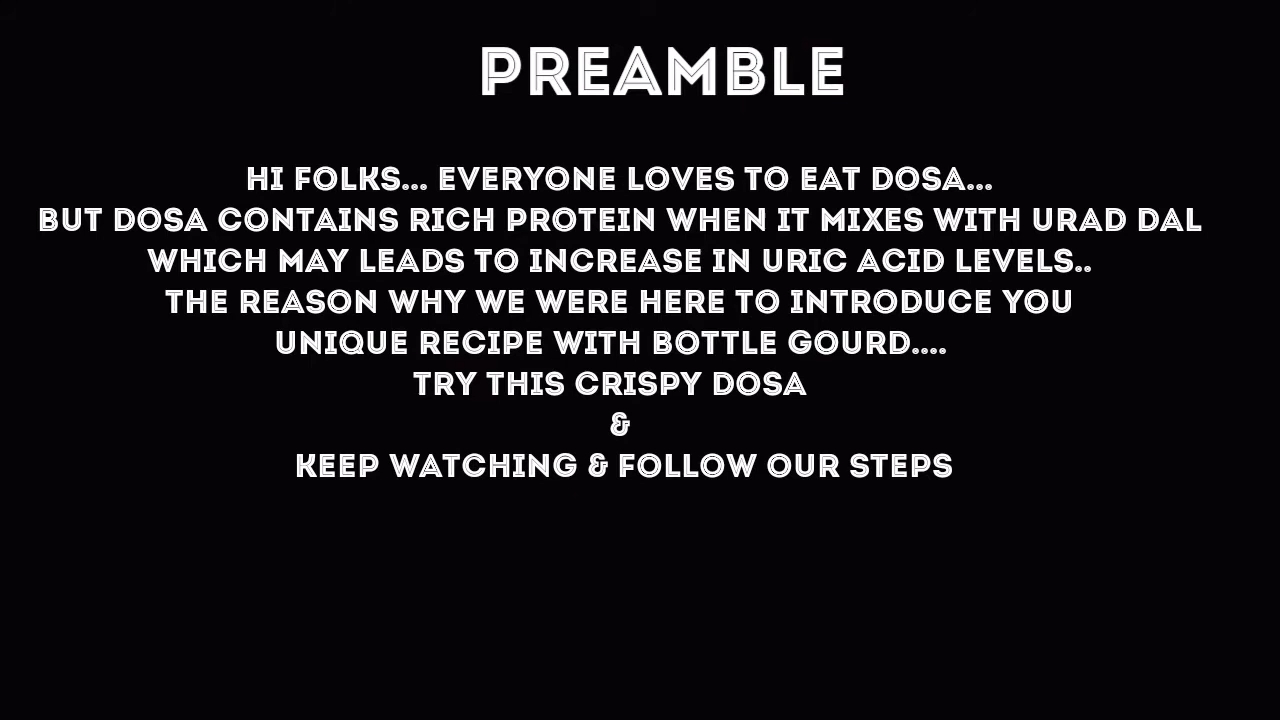 PREAMBLE
HI FOLKS... EVERYONE LOVES TO EAT DOSA...
BUT DOSA CONTAINS RICH PROTEIN WHEN IT MIXES WITH URAD DAL
WHICH MAY LEADS TO INCREASE IN URIC ACID LEVELS..
THE REASON WHY WE WERE HERE TO INTRODUCE YOU
UNIQUE RECIPE WITH BOTTLE GOURD....
TRY THIS CRISPY DOSA
&
KEEP WATCHING & FOLLOW OUR STEPS